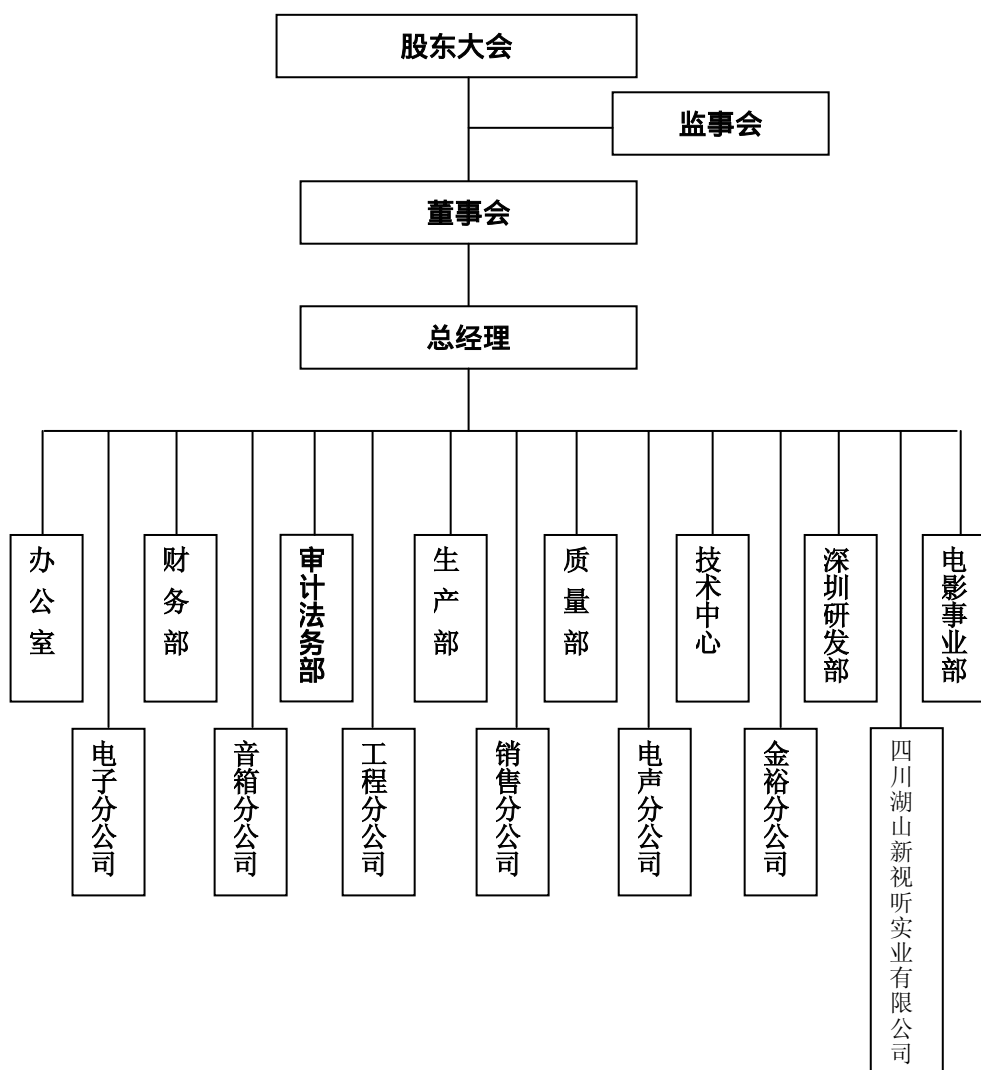 股东大会
监事会
董事会
总经理
办公室
财务部
审计法务部
生产部
质量部
技术中心
深圳研发部
电影事业部
电子分公司
音箱分公司
工程分公司
销售分公司
电声分公司
金裕分公司
四川湖山新视听实业有限公司